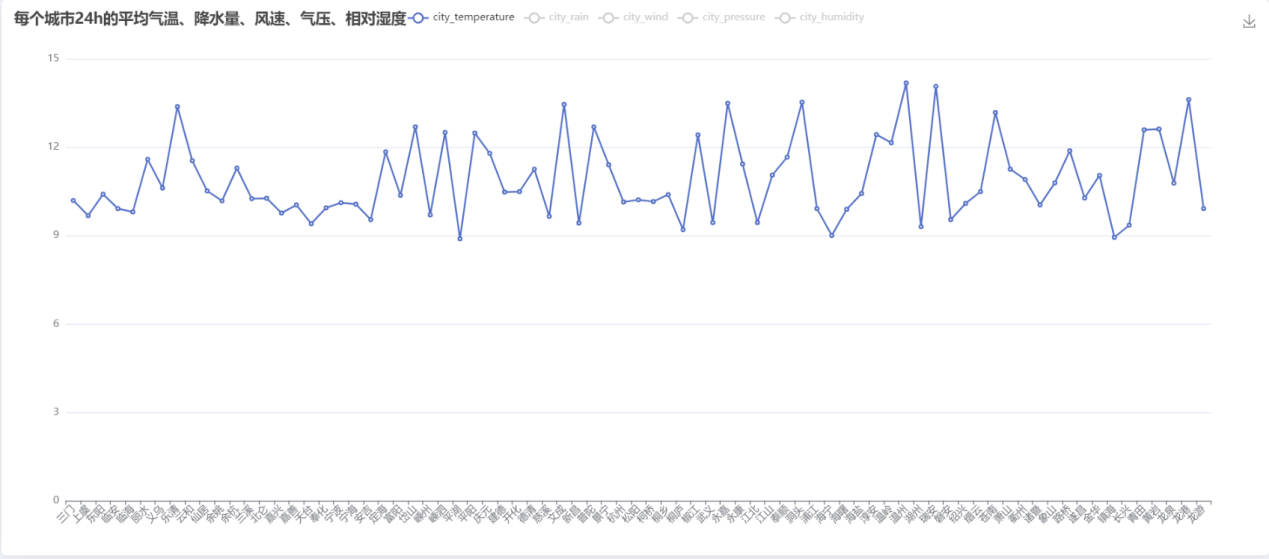 每个城市24h的平均气温、降水量、风速、气压、相对湿度
city_temperature city_rain city_wind city_pressure city_humidity
15
12
9
6
3
0
三门 上虞 东阳 临安 临海 丽水 义乌 乐清 云和 仙居 余姚 余杭 兰溪 北仑 嘉兴 嘉善 天台 奉化 宁波 宁海 安吉 定海 富阳 岱山 嵊州 嵊泗 平湖 平阳 庆元 建德 开化 德清 慈溪 文成 新昌 普陀 景宁 杭州 松阳 柯桥 桐乡 桐庐 椒江 武义 永嘉 永康 江北 江山 泰顺 洞头 浦江 海宁 海曙 海盐 淳安 温岭 温州 湖州 瑞安 磐安 绍兴 缙云 苍南 萧山 衢州 诸暨 象山 路桥 遂昌 金华 镇海 长兴 青田 黄岩 龙泉 龙港 龙游